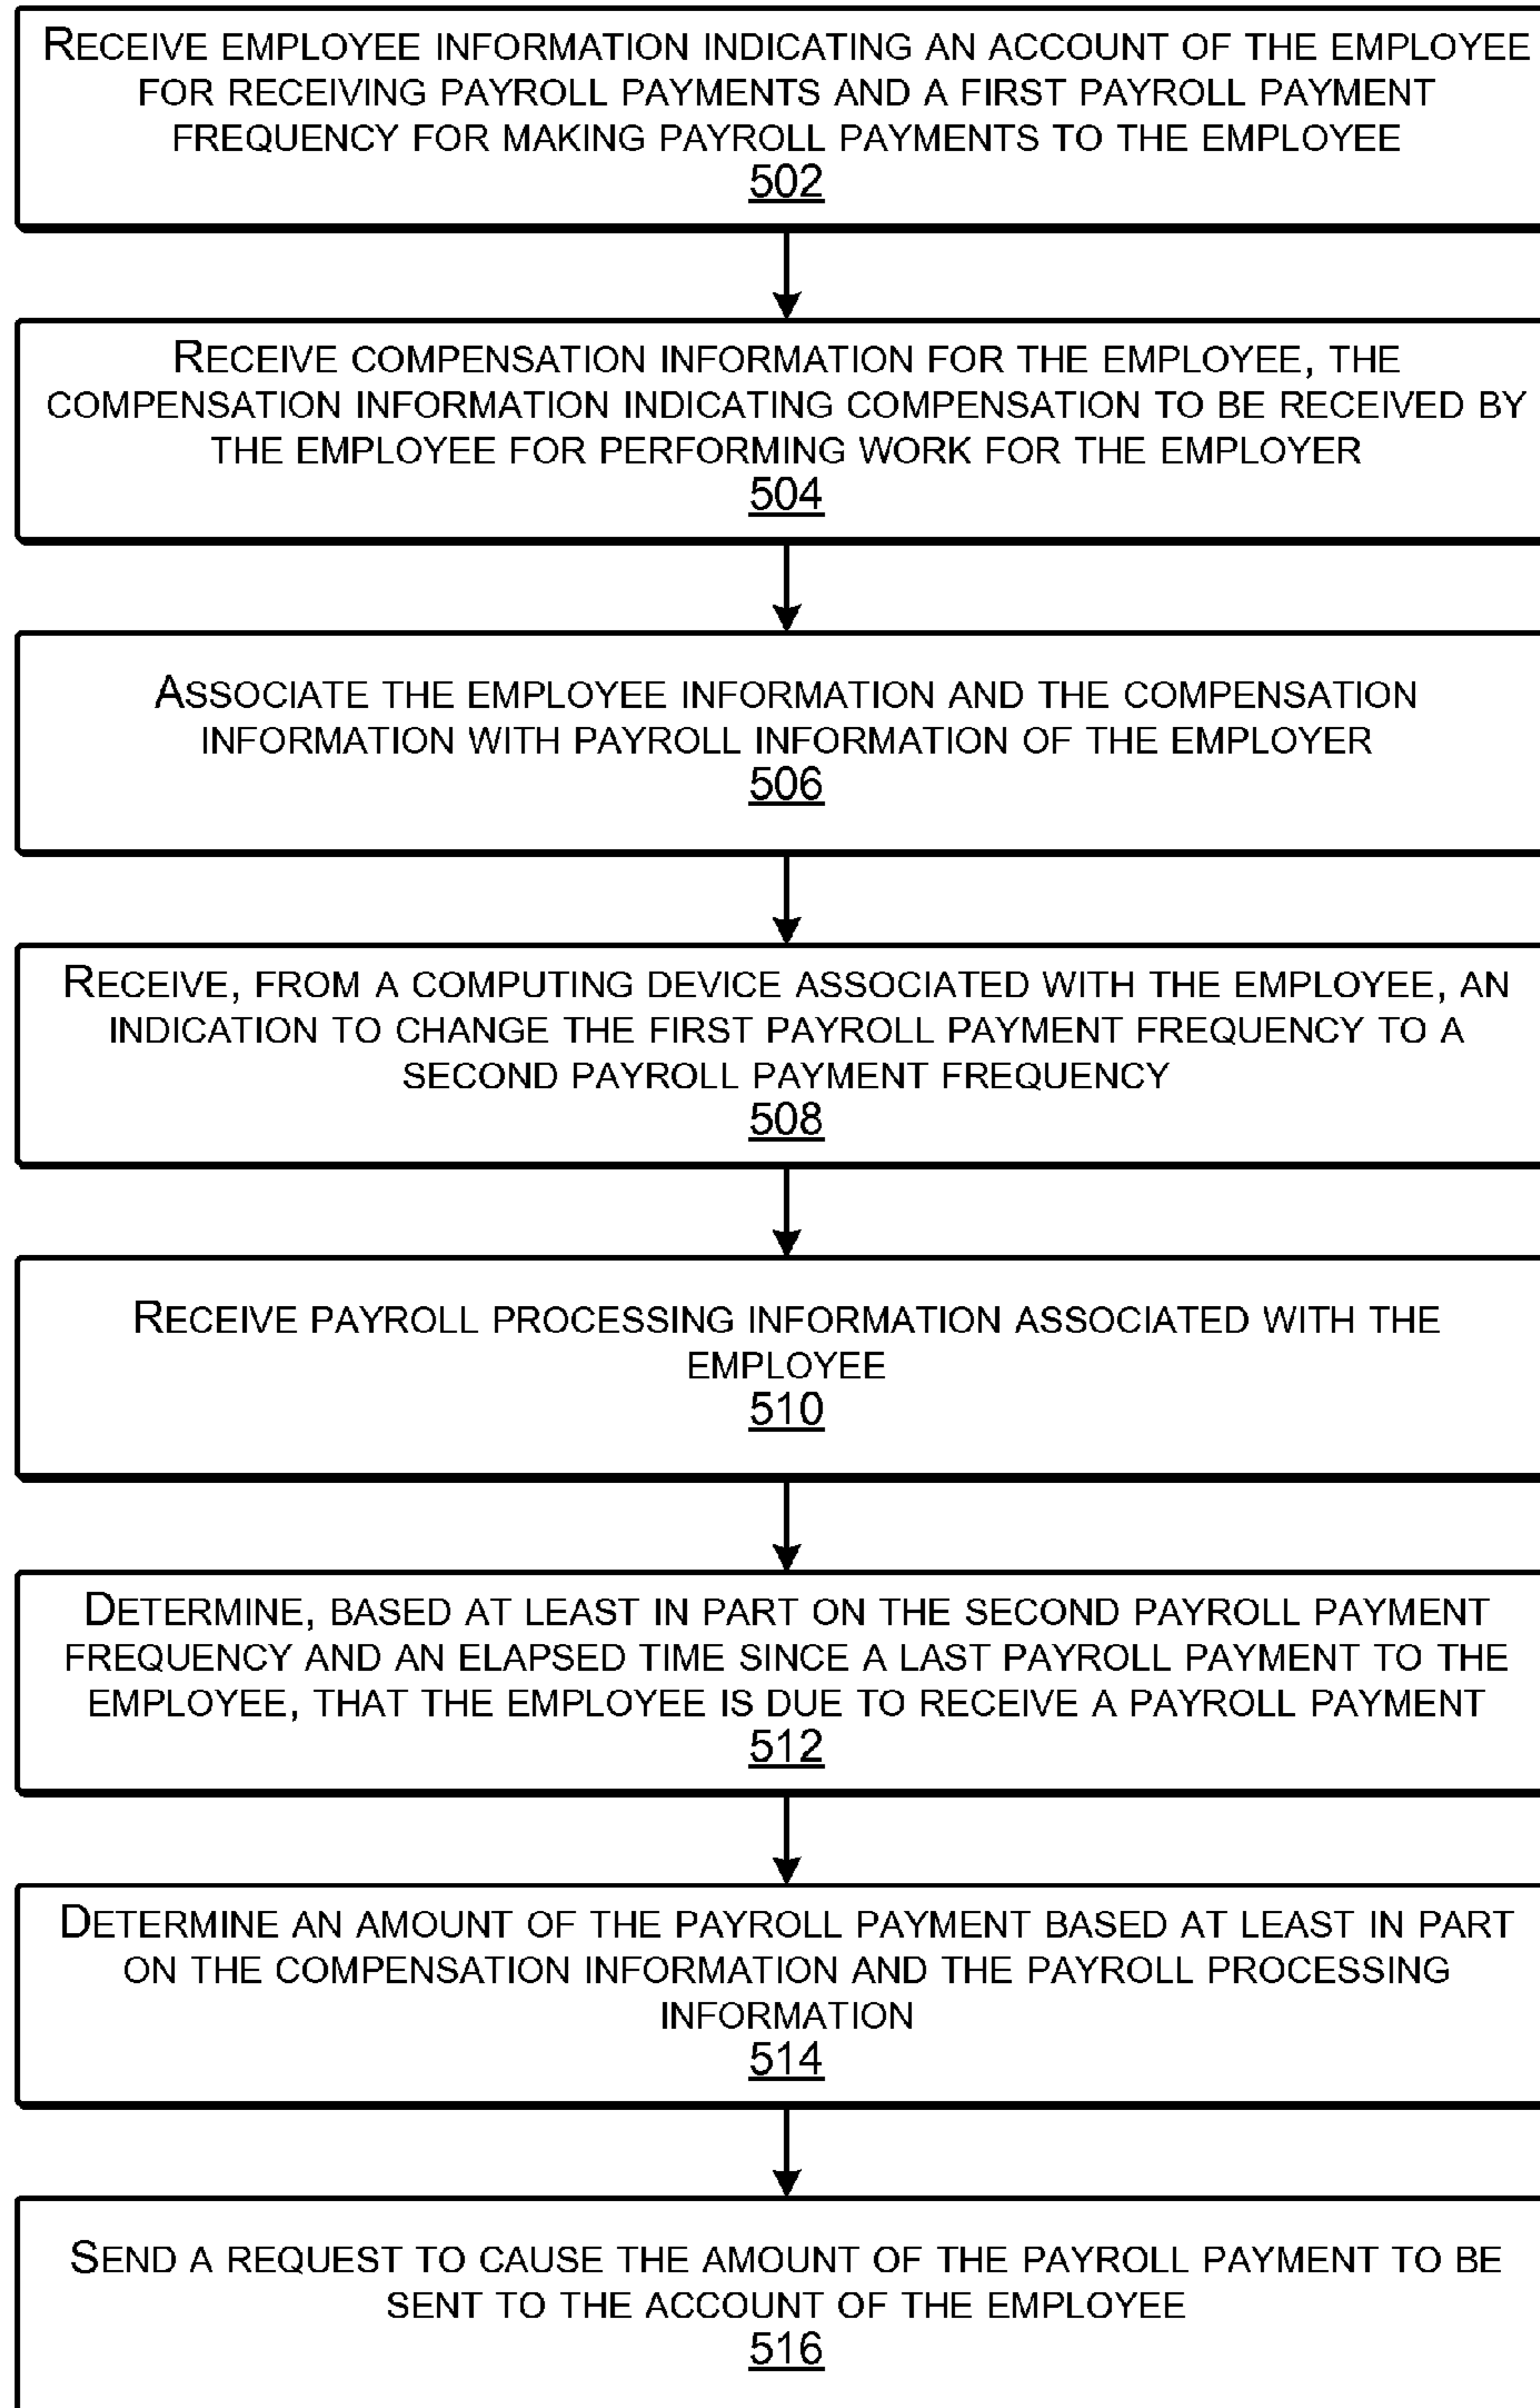 RECEIVE EMPLOYEE INFORMATION INDICATING AN ACCOUNT OF THE EMPLOYEE
FOR RECEIVING PAYROLL PAYMENTS AND A FIRST PAYROLL PAYMENT
FREQUENCY FOR MAKING PAYROLL PAYMENTS TO THE EMPLOYEE
502
RECEIVE COMPENSATION INFORMATION FOR THE EMPLOYEE, THE
COMPENSATION INFORMATION INDICATING COMPENSATION TO BE RECEIVED BY
THE EMPLOYEE FOR PERFORMING WORK FOR THE EMPLOYER
504
ASSOCIATE THE EMPLOYEE INFORMATION AND THE COMPENSATION
INFORMATION WITH PAYROLL INFORMATION OF THE EMPLOYER
506
RECEIVE, FROM A COMPUTING DEVICE ASSOCIATED WITH THE EMPLOYEE, AN
INDICATION TO CHANGE THE FIRST PAYROLL PAYMENT FREQUENCY TO A
SECOND PAYROLL PAYMENT FREQUENCY
508
RECEIVE PAYROLL PROCESSING INFORMATION ASSOCIATED WITH THE
EMPLOYEE
510
DETERMINE, BASED AT LEAST IN PART ON THE SECOND PAYROLL PAYMENT
FREQUENCY AND AN ELAPSED TIME SINCE A LAST PAYROLL PAYMENT TO THE
EMPLOYEE, THAT THE EMPLOYEE IS DUE TO RECEIVE A PAYROLL PAYMENT
512
DETERMINE AN AMOUNT OF THE PAYROLL PAYMENT BASED AT LEAST IN PART
ON THE COMPENSATION INFORMATION AND THE PAYROLL PROCESSING
INFORMATION
514
SEND A REQUEST TO CAUSE THE AMOUNT OF THE PAYROLL PAYMENT TO BE
SENT TO THE ACCOUNT OF THE EMPLOYEE
516